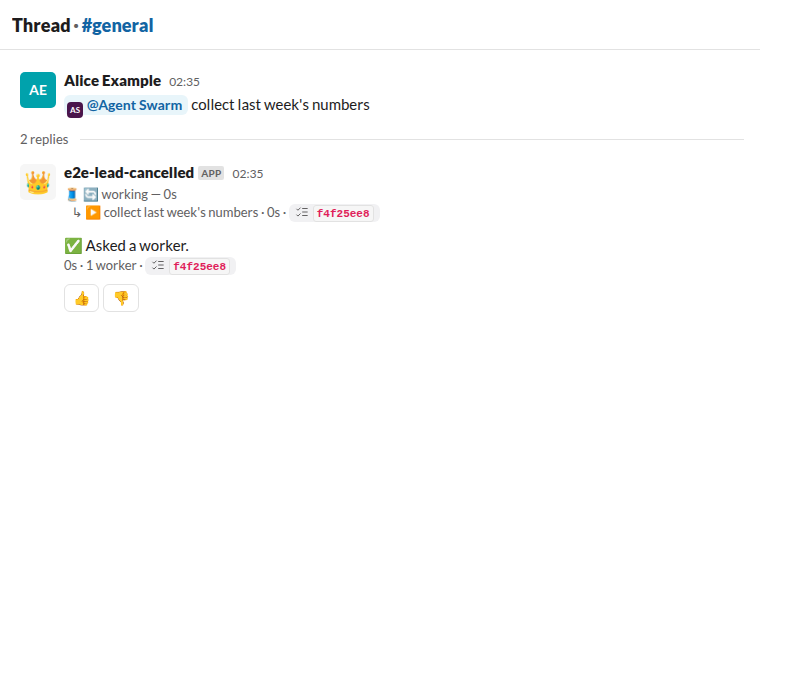 Thread • #general
AE
Alice Example 02:35
AS @Agent Swarm collect last week's numbers
2 replies
e2e-lead-cancelled APP 02:35
🧵 🔄 working — 0s
↳ ▶️ collect last week's numbers · 0s · f4f25ee8
✅ Asked a worker.
0s · 1 worker · f4f25ee8
👍 👎